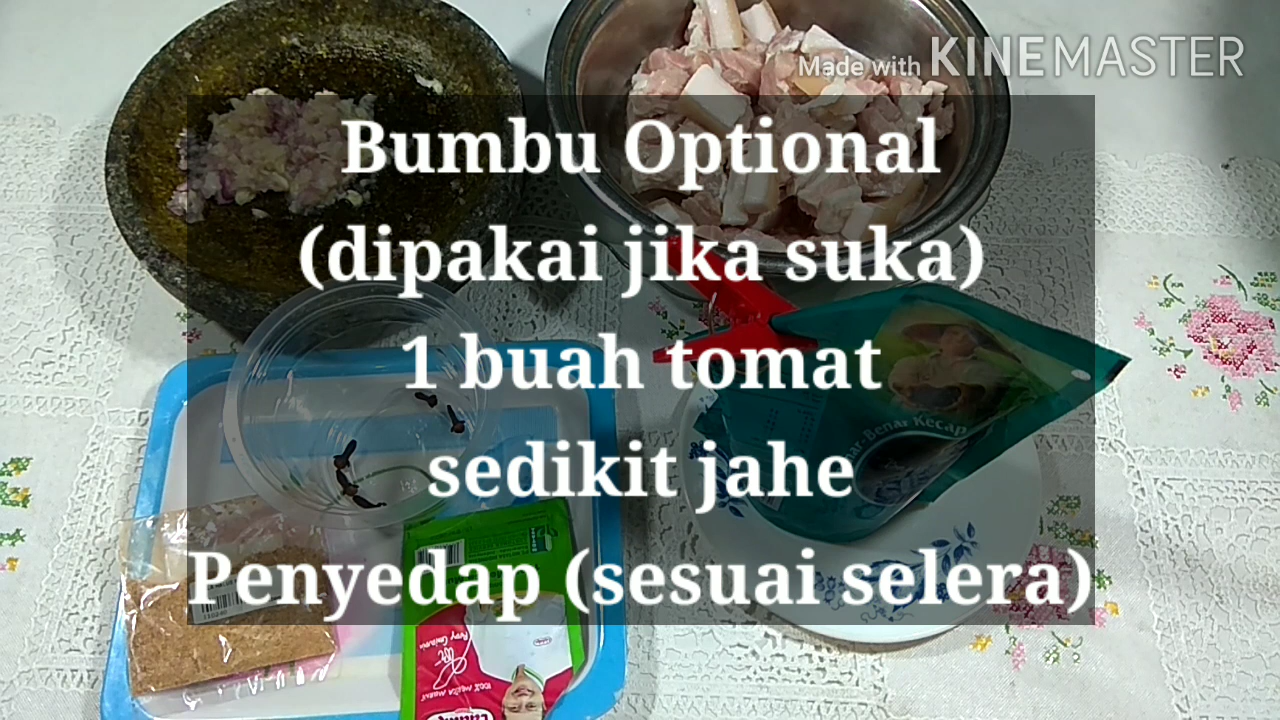 Made with KINEMASTER
Bumbu Optional
(dipakai jika suka)
1 buah tomat
sedikit jahe
Penyedap (sesuai selera)